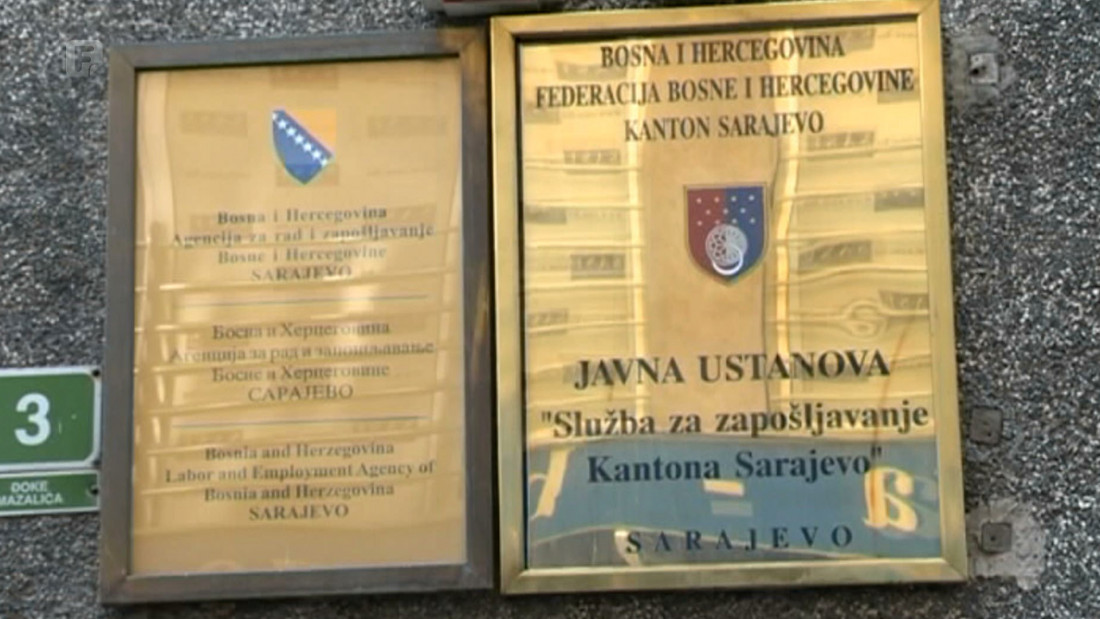 Bosna i Hercegovina
Agencija za rad i zapošljavanje
Bosne i Hercegovine
SARAJEVO
Босна и Херцеговина
Агенција за рад и запошљавање
Босне и Херцеговине
САРАЈЕВО
Bosnia and Herzegovina
Labor and Employment Agency of
Bosnia and Herzegovina
SARAJEVO
BOSNA I HERCEGOVINA
FEDERACIJA BOSNE I HERCEGOVINE
KANTON SARAJEVO
JAVNA USTANOVA
"Služba za zapošljavanje
Kantona Sarajevo"
SARAJEVO
3
ĐOKE
MAZALIĆA